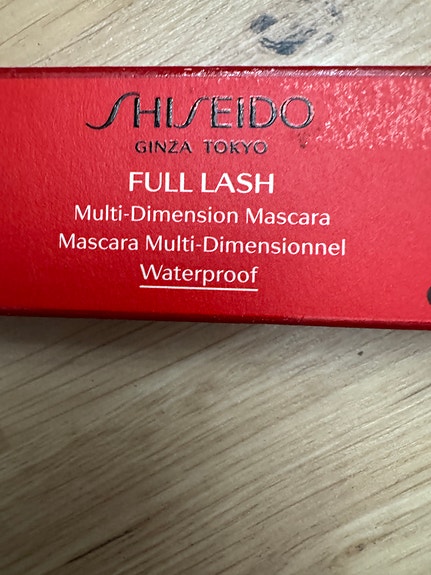 SHISEIDO
GINZA TOKYO
FULL LASH
Multi-Dimension Mascara
Mascara Multi-Dimensionnel
Waterproof